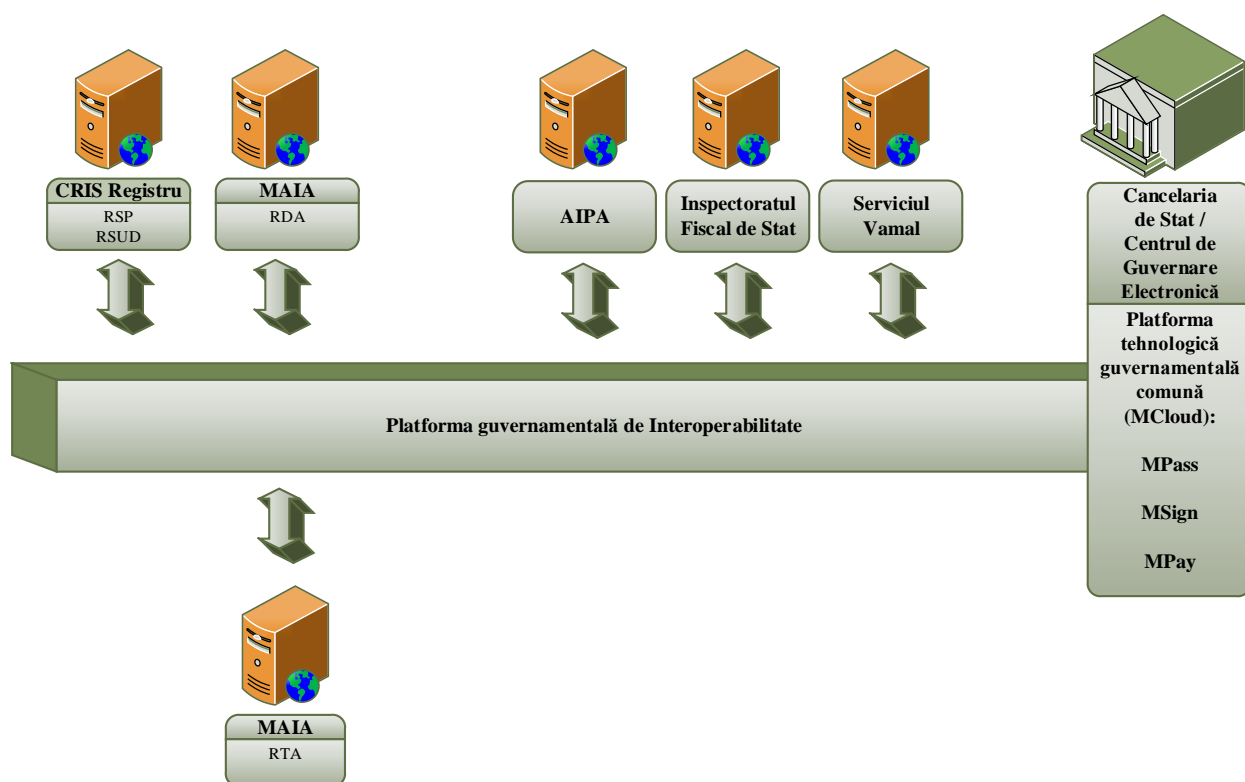 CRIS Registru
RSP
RSUD
MAIA
RDA
AIPA
Inspectoratul
Fiscal de Stat
Serviciul
Vamal
Cancelaria
de Stat /
Centrul de
Guvernare
Electronică
Platforma
tehnologică
guvernamentală
comună
(MCloud):
MPass
MSign
MPay
Platforma guvernamentală de Interoperabilitate
MAIA
RTA